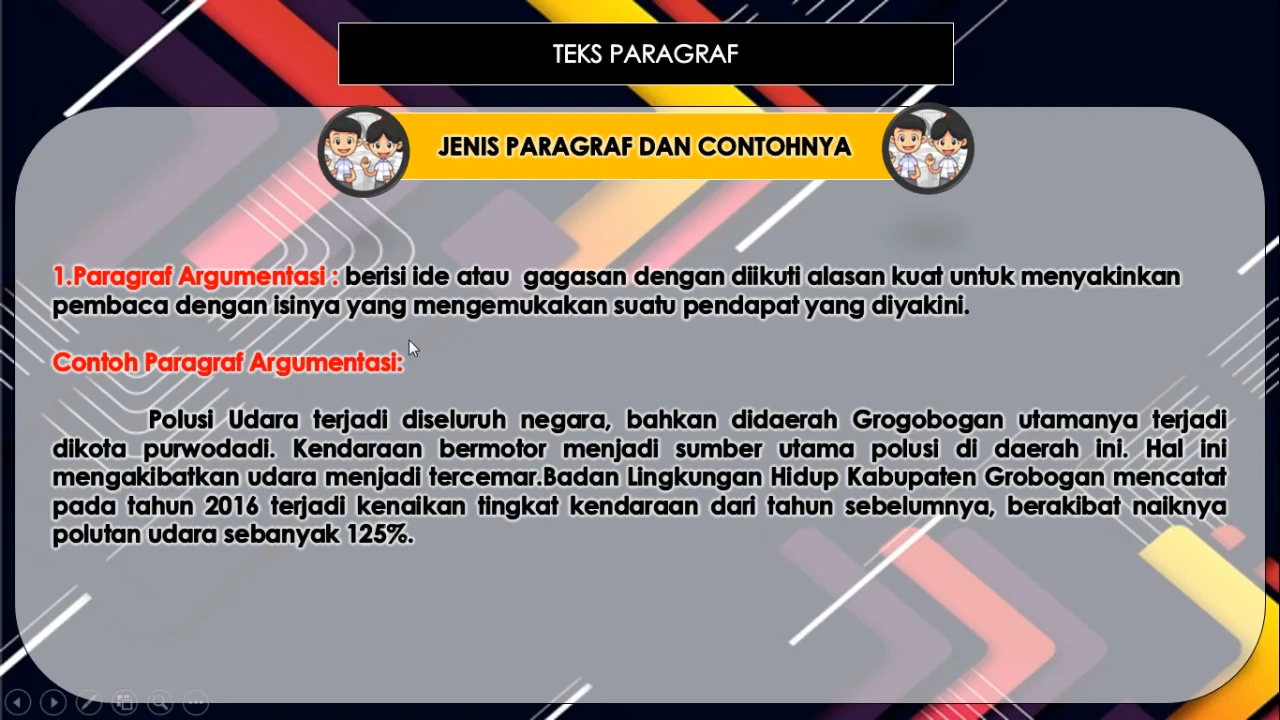 TEKS PARAGRAF
JENIS PARAGRAF DAN CONTOHNYA
1.Paragraf Argumentasi : berisi ide atau  gagasan dengan diikuti alasan kuat untuk menyakinkan
pembaca dengan isinya yang mengemukakan suatu pendapat yang diyakini.
Contoh Paragraf Argumentasi:
Polusi Udara terjadi diseluruh negara, bahkan didaerah Grogobogan utamanya terjadi
dikota purwodadi. Kendaraan bermotor menjadi sumber utama polusi di daerah ini. Hal ini
mengakibatkan udara menjadi tercemar.Badan Lingkungan Hidup Kabupaten Grobogan mencatat
pada tahun 2016 terjadi kenaikan tingkat kendaraan dari tahun sebelumnya, berakibat naiknya
polutan udara sebanyak 125%.